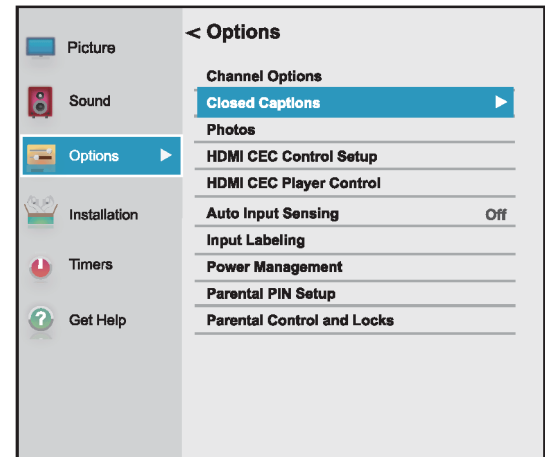 Picture
Sound
Options
Installation
Timers
Get Help
< Options
Channel Options
Closed Captions
Photos
HDMI CEC Control Setup
HDMI CEC Player Control
Auto Input Sensing Off
Input Labeling
Power Management
Parental PIN Setup
Parental Control and Locks